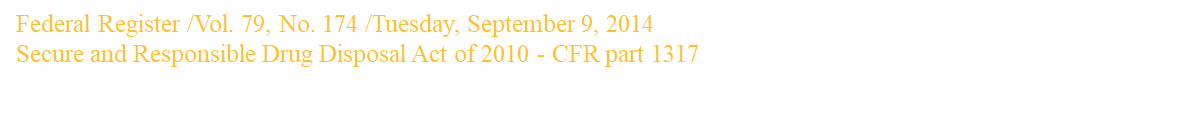 Federal Register /Vol. 79, No. 174 /Tuesday, September 9, 2014
Secure and Responsible Drug Disposal Act of 2010 - CFR part 1317